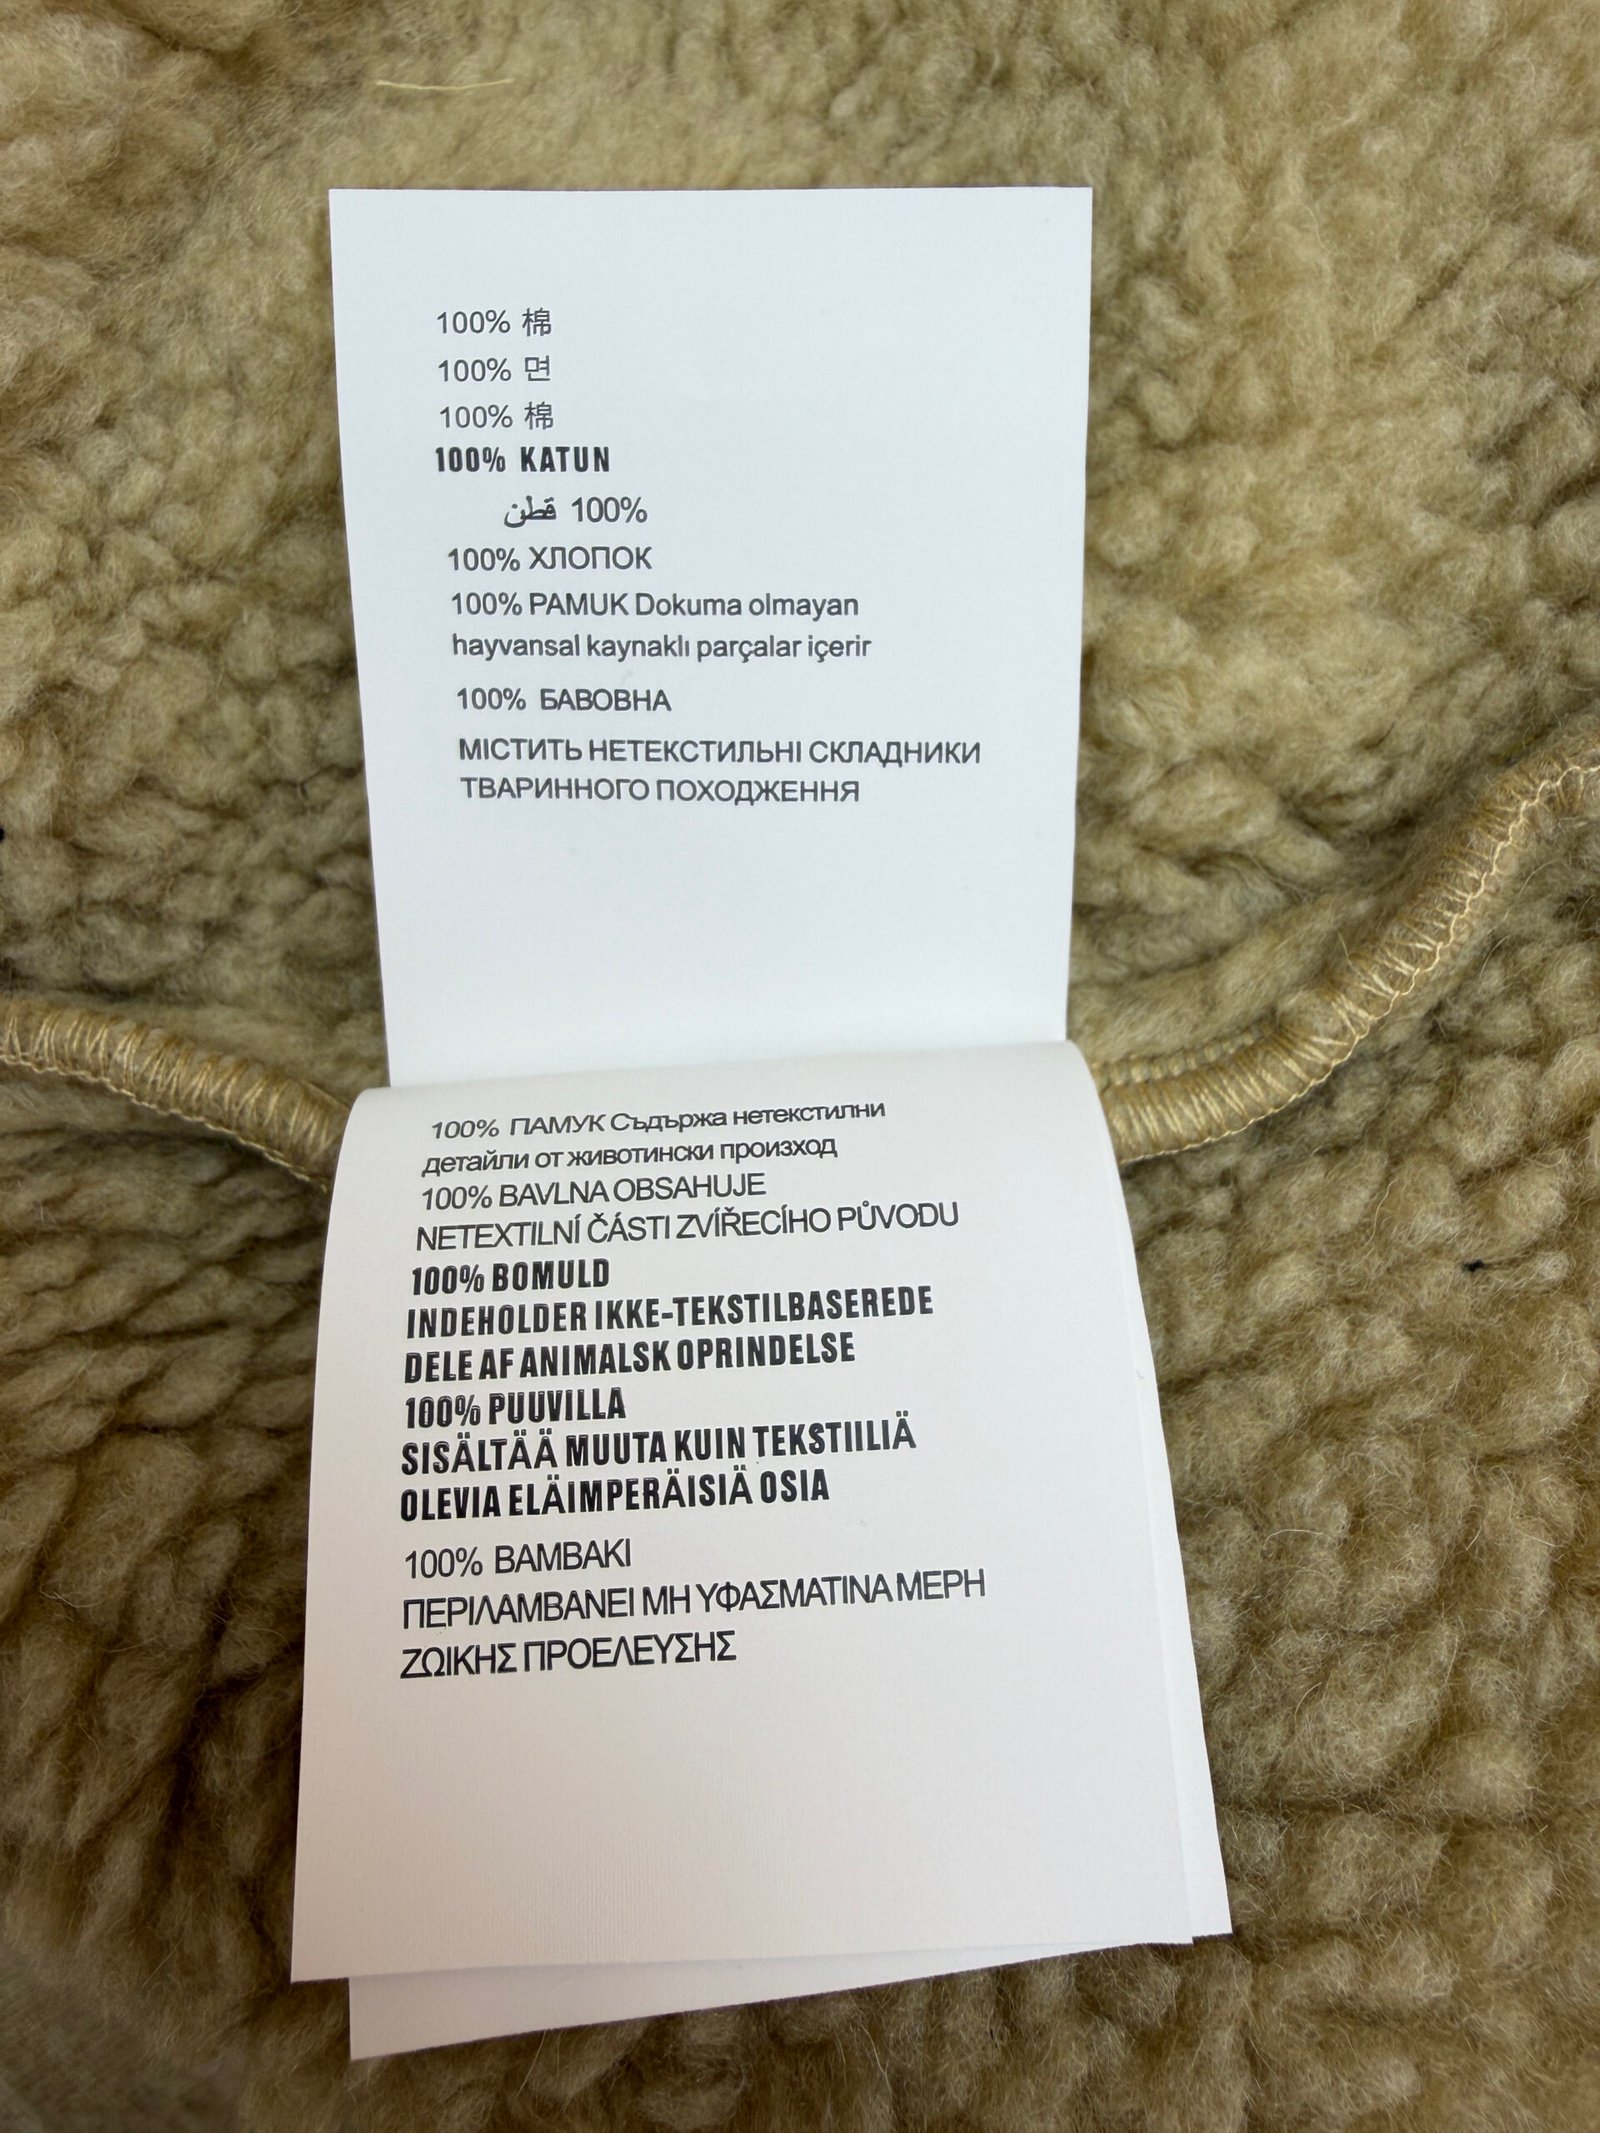 100% 棉
100% 면
100% 棉
100% KATUN
100% قطن
100% ХЛОПОК
100% PAMUK Dokuma olmayan
hayvansal kaynaklı parçalar içerir
100% БАВОВНА
МІСТИТЬ НЕТЕКСТИЛЬНІ СКЛАДНИКИ
ТВАРИННОГО ПОХОДЖЕННЯ
100% ПАМУК Съдържа нетекстилни
детайли от животински произход
100% BAVLNA OBSAHUJE
NETEXTILNÍ ČÁSTI ZVÍŘECÍHO PŮVODU
100% BOMULD
INDEHOLDER IKKE-TEKSTILBASEREDE
DELE AF ANIMALSK OPRINDELSE
100% PUUVILLA
SISÄLTÄÄ MUUTA KUIN TEKSTIILIÄ
OLEVIA ELÄIMPERÄISIÄ OSIA
100% ΒΑΜΒΑΚΙ
ΠΕΡΙΛΑΜΒΑΝΕΙ ΜΗ ΥΦΑΣΜΑΤΙΝΑ ΜΕΡΗ
ΖΩΙΚΗΣ ΠΡΟΕΛΕΥΣΗΣ